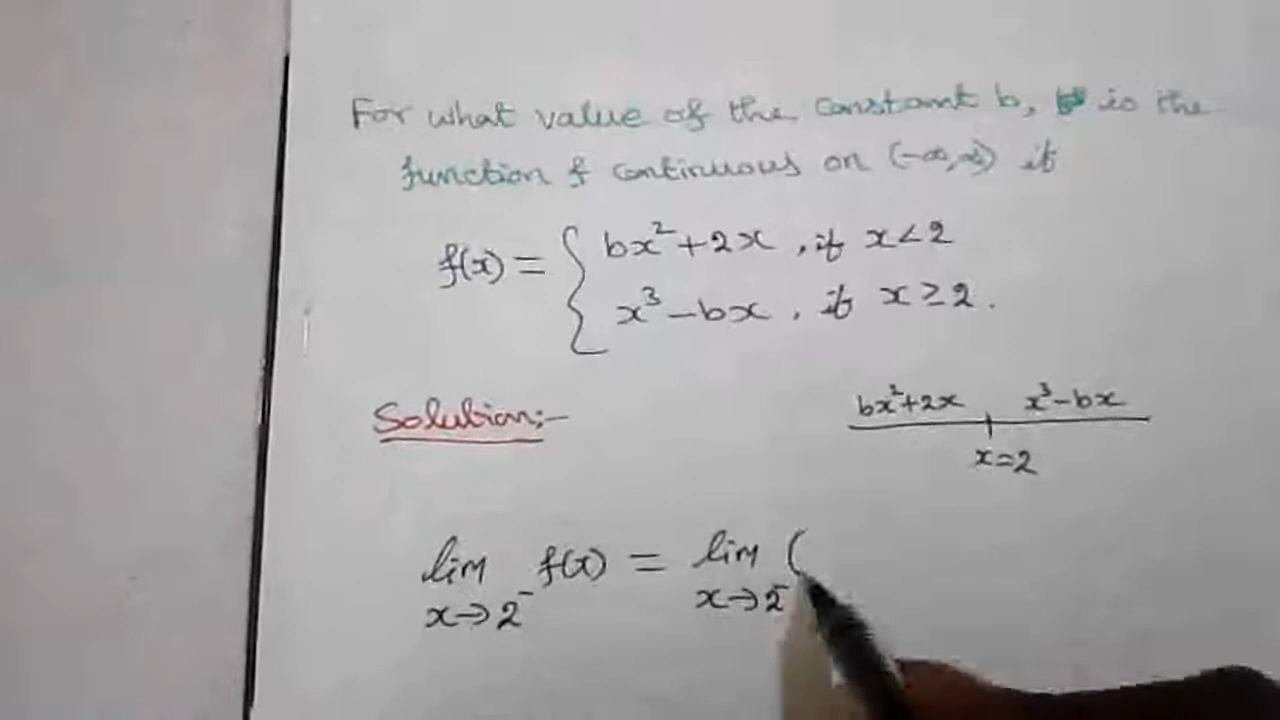 For what value of the constant b, is the
function f continuous on (-∞,∞) if
f(x) = { bx²+2x , if x<2
x³-bx , if x≥2.
Solution:-
bx²+2x x³-bx
x=2
lim f(x) = lim (
x→2⁻ x→2⁻